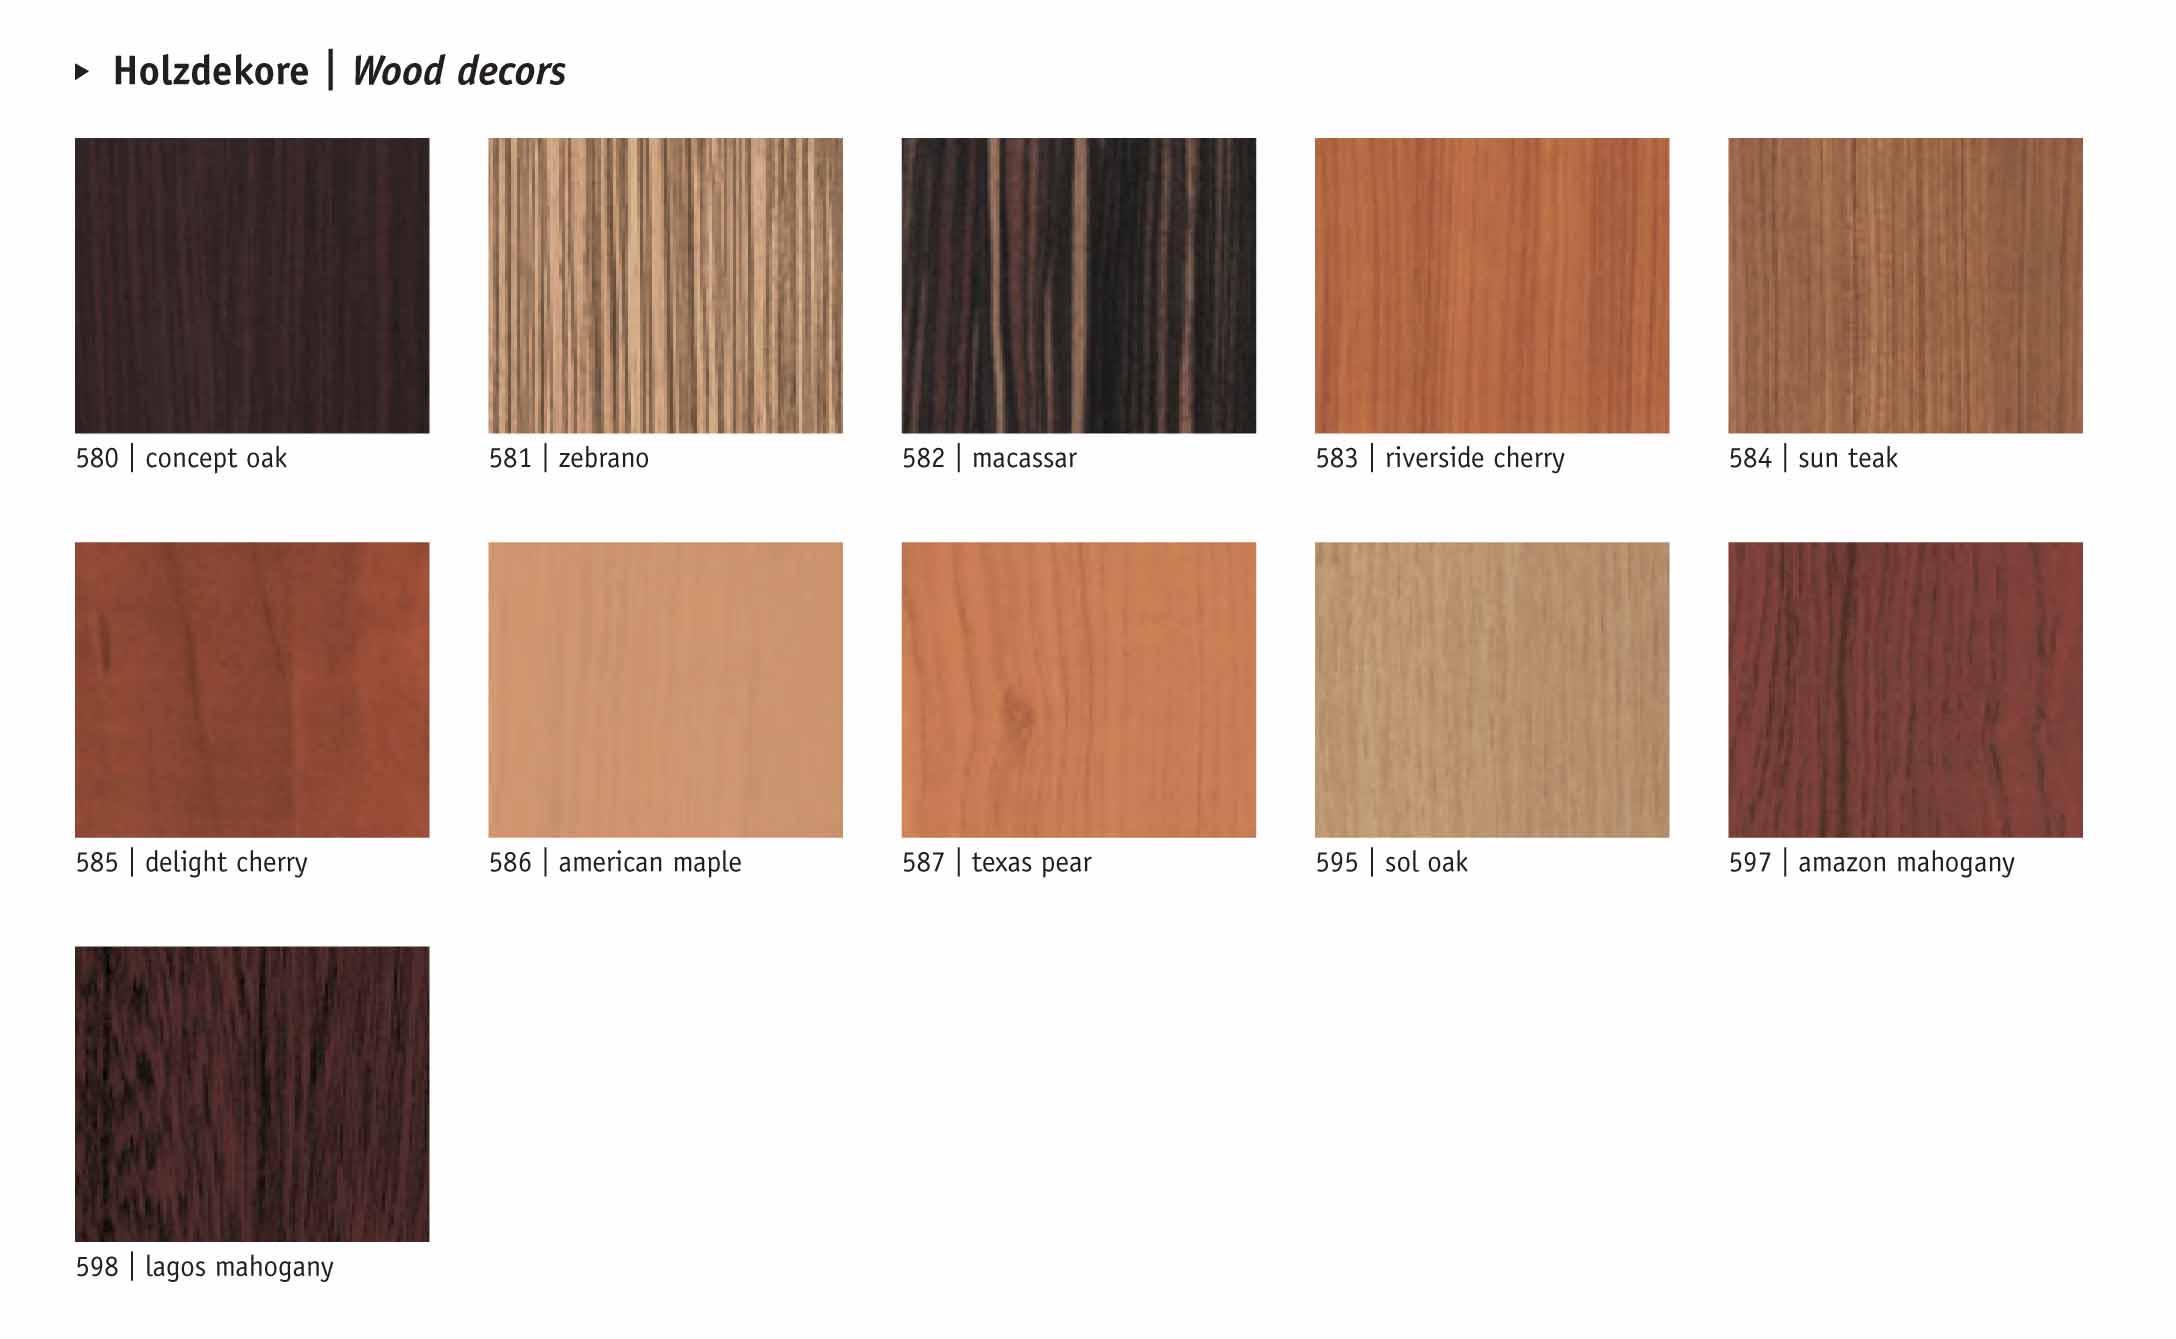 ▸ Holzdekore | Wood decors
580 | concept oak
581 | zebrano
582 | macassar
583 | riverside cherry
584 | sun teak
585 | delight cherry
586 | american maple
587 | texas pear
595 | sol oak
597 | amazon mahogany
598 | lagos mahogany